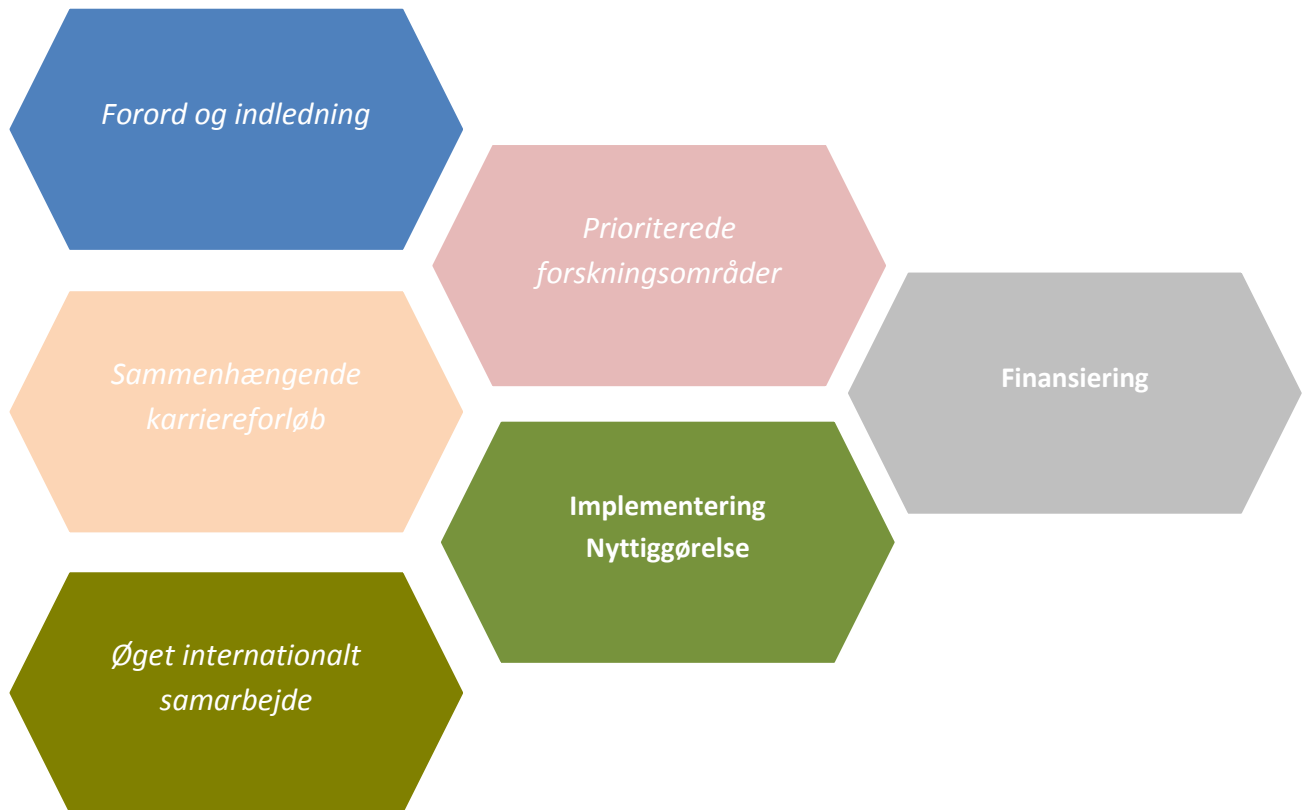 Forord og indledning
Prioriterede
forskningsområder
Sammenhængende
karriereforløb
Finansiering
Implementering
Nyttiggørelse
Øget internationalt
samarbejde